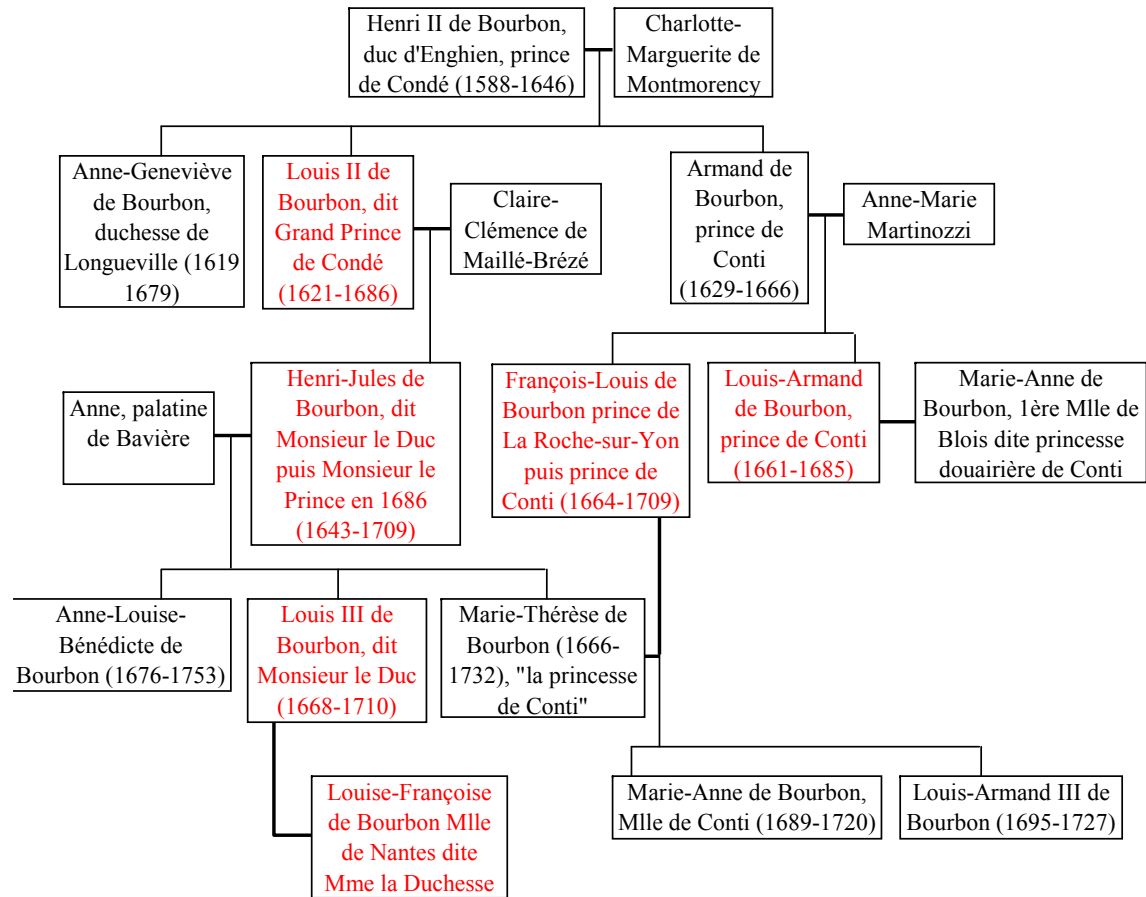 Henri II de Bourbon,
duc d'Enghien, prince
de Condé (1588-1646)
Charlotte-
Marguerite de
Montmorency
Anne-Geneviève
de Bourbon,
duchesse de
Longueville (1619
1679)
Louis II de
Bourbon, dit
Grand Prince
de Condé
(1621-1686)
Claire-
Clémence de
Maillé-Brézé
Armand de
Bourbon,
prince de
Conti
(1629-1666)
Anne-Marie
Martinozzi
Anne, palatine
de Bavière
Henri-Jules de
Bourbon, dit
Monsieur le Duc
puis Monsieur le
Prince en 1686
(1643-1709)
François-Louis de
Bourbon prince de
La Roche-sur-Yon
puis prince de
Conti (1664-1709)
Louis-Armand
de Bourbon,
prince de Conti
(1661-1685)
Marie-Anne de
Bourbon, 1ère Mlle de
Blois dite princesse
douairière de Conti
Anne-Louise-
Bénédicte de
Bourbon (1676-1753)
Louis III de
Bourbon, dit
Monsieur le Duc
(1668-1710)
Marie-Thérèse de
Bourbon (1666-
1732), "la princesse
de Conti"
Louise-Françoise
de Bourbon Mlle
de Nantes dite
Mme la Duchesse
Marie-Anne de Bourbon,
Mlle de Conti (1689-1720)
Louis-Armand III de
Bourbon (1695-1727)